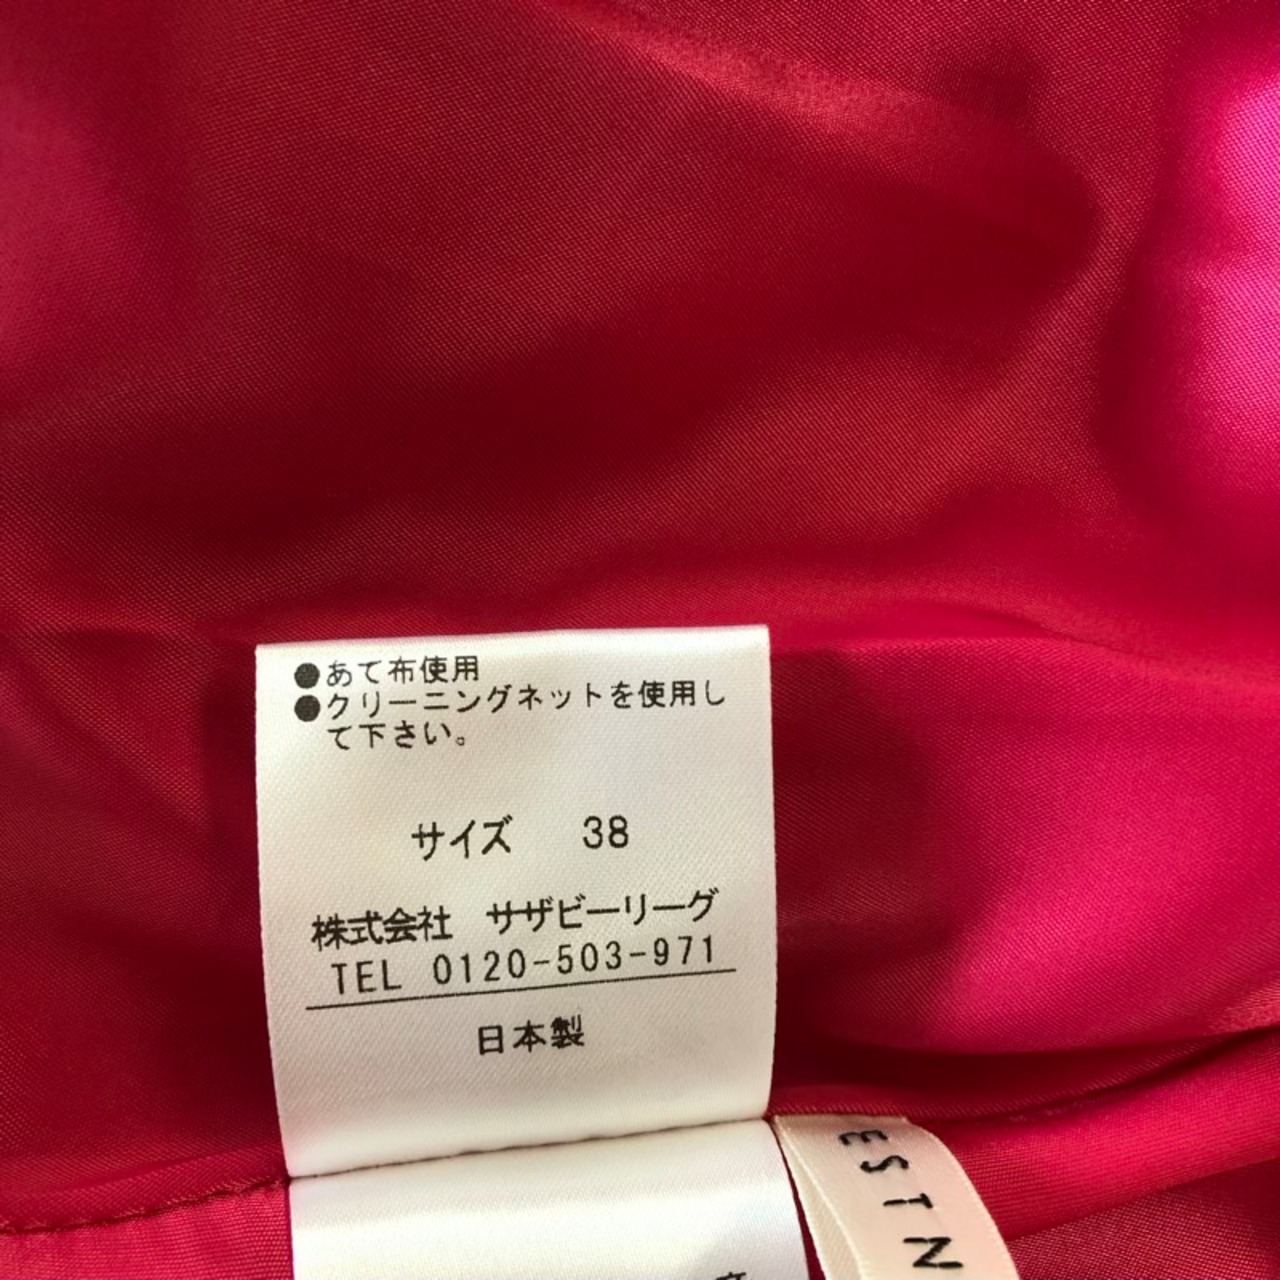 ●あて布使用
●クリーニングネットを使用し
て下さい。
サイズ 38
株式会社 サザビーリーグ
TEL 0120-503-971
日本製
ESTN